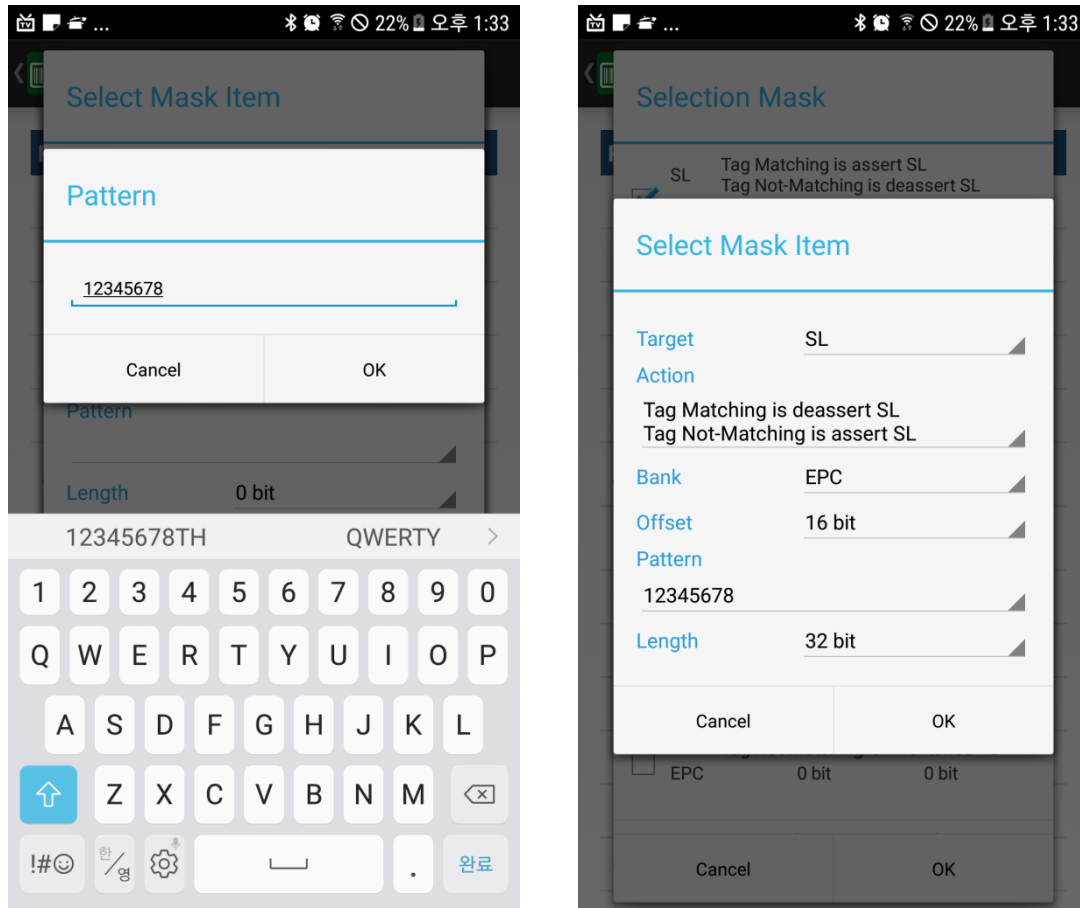 ... 22% 오후 1:33
Select Mask Item
Pattern
12345678
Cancel OK
Pattern
Length 0 bit
12345678TH QWERTY
1 2 3 4 5 6 7 8 9 0
Q W E R T Y U I O P
A S D F G H J K L
Z X C V B N M
!#☺ 한/영 . 완료
... 22% 오후 1:33
Selection Mask
SL Tag Matching is assert SL
Tag Not-Matching is deassert SL
Select Mask Item
Target SL
Action
Tag Matching is deassert SL
Tag Not-Matching is assert SL
Bank EPC
Offset 16 bit
Pattern
12345678
Length 32 bit
Cancel OK
EPC 0 bit 0 bit
Cancel OK